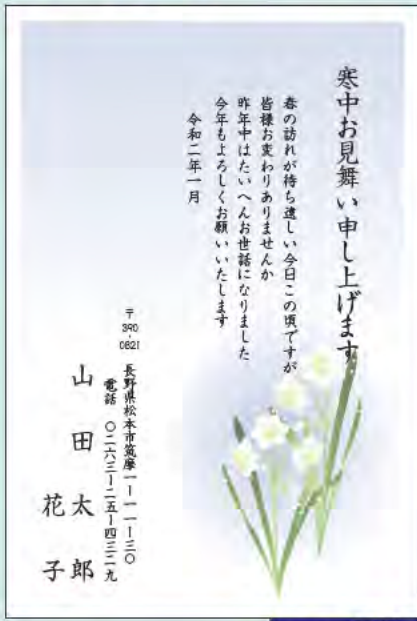 寒中お見舞い申し上げます
春の訪れが待ち遠しい今日この頃ですが
皆様お変わりありませんか
昨年中はたいへんお世話になりました
今年もよろしくお願いいたします
令和二年一月
〒390-0821
長野県松本市筑摩一ー一一ー三〇
電話 〇二六三ー二五ー四三二九
山田太郎
花子